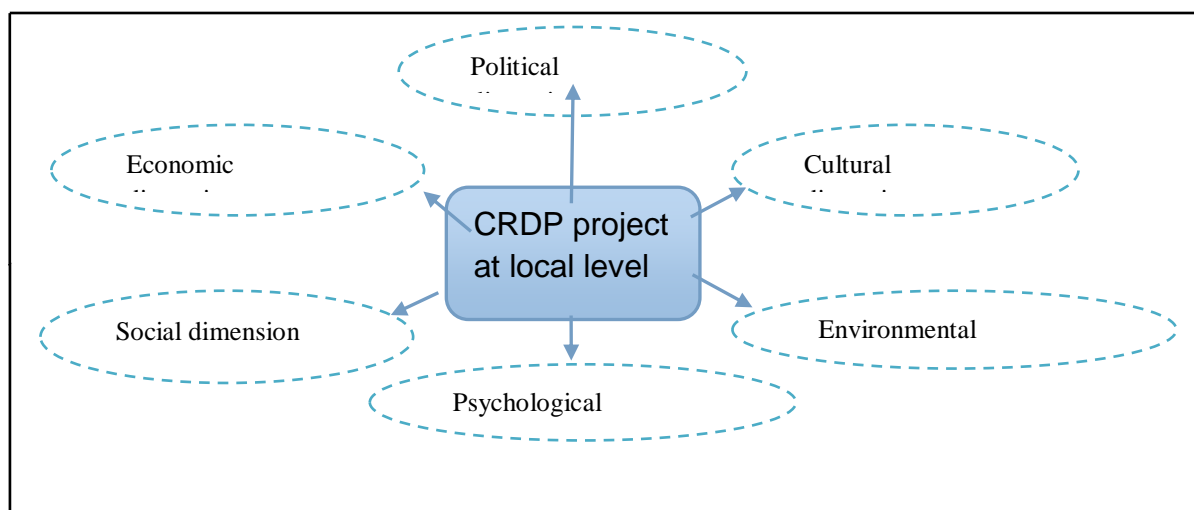 Political
Economic
Cultural
CRDP project
at local level
Social dimension
Environmental
Psychological